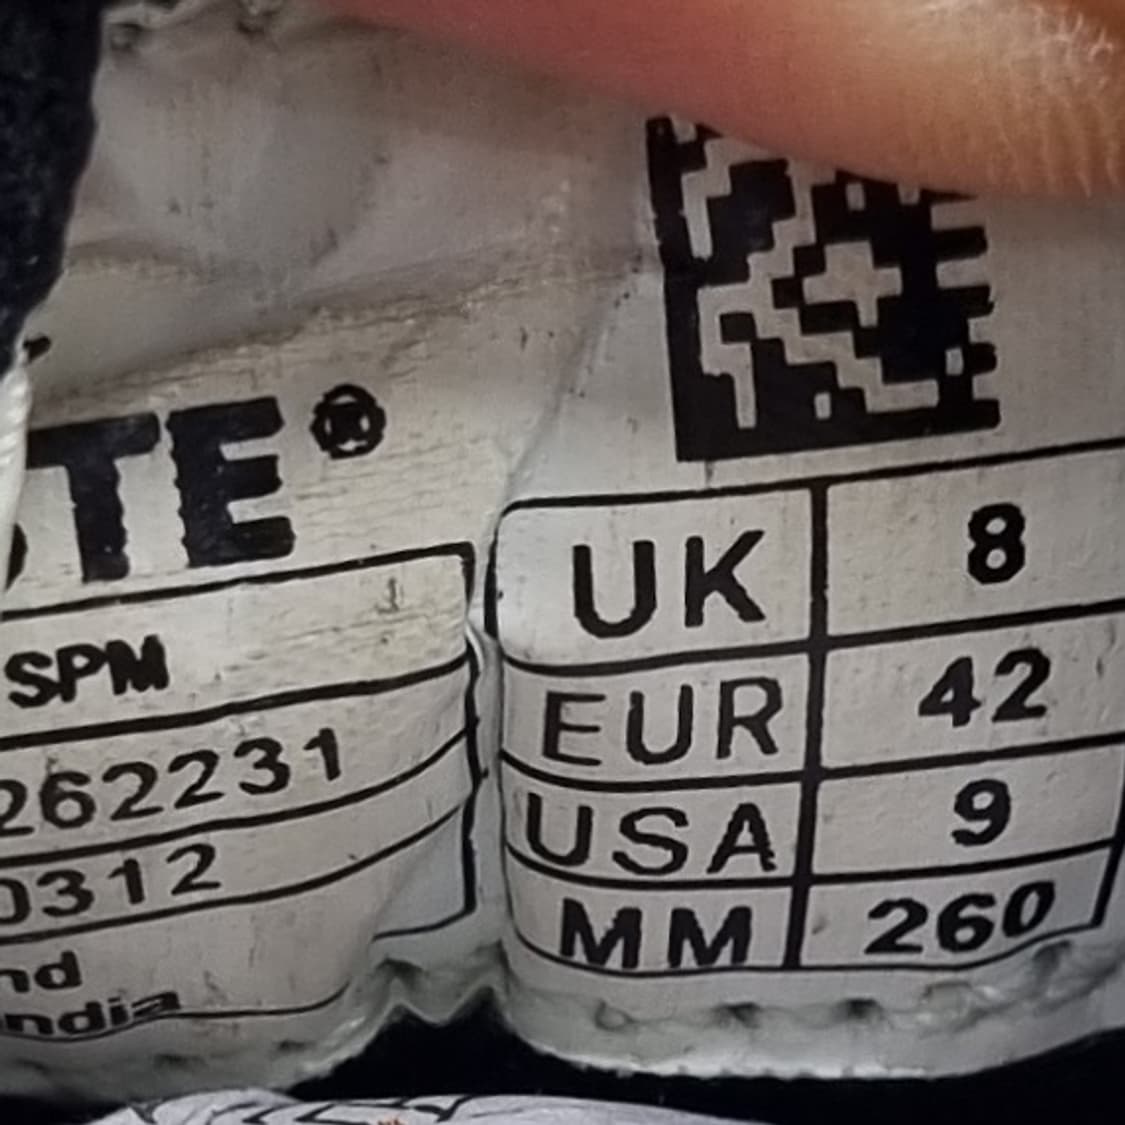 TE®
SPM
262231
0312
nd
ndia
UK 8
EUR 42
USA 9
MM 260